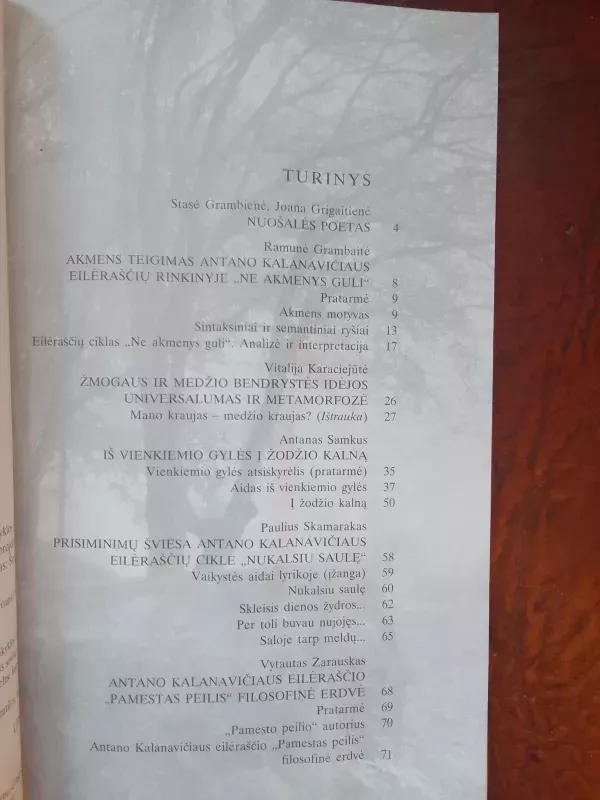 TURINYS
Stasė Grambienė, Joana Grigaitienė
NUOŠALĖS POETAS 4
Ramunė Grambaitė
AKMENS TEIGIMAS ANTANO KALANAVIČIAUS
EILĖRAŠČIŲ RINKINYJE „NE AKMENYS GULI“ 8
Pratarmė 9
Akmens motyvas 9
Sintaksiniai ir semantiniai ryšiai 13
Eilėraščių ciklas „Ne akmenys guli“. Analizė ir interpretacija 17
Vitalija Karaciejūtė
ŽMOGAUS IR MEDŽIO BENDRYSTĖS IDĖJOS
UNIVERSALUMAS IR METAMORFOZĖ 26
Mano kraujas – medžio kraujas? (Ištrauka) 27
Antanas Samkus
IŠ VIENKIEMIO GYLĖS Į ŽODŽIO KALNĄ
Vienkiemio gylės atsiskyrėlis (pratarmė) 35
Aidas iš vienkiemio gylės 37
Į žodžio kalną 50
Paulius Skamarakas
PRISIMINIMŲ ŠVIESA ANTANO KALANAVIČIAUS
EILĖRAŠČIŲ CIKLE „NUKALSIU SAULĘ“ 58
Vaikystės aidai lyrikoje (įžanga) 59
Nukalsiu saulę 60
Skleisis dienos žydros... 62
Per toli buvau nujojęs... 63
Saloje tarp meldų... 65
Vytautas Zarauskas
ANTANO KALANAVIČIAUS EILĖRAŠČIO
„PAMESTAS PEILIS“ FILOSOFINĖ ERDVĖ 68
Pratarmė 69
„Pamesto peilio“ autorius 70
Antano Kalanavičiaus eilėraščio „Pamestas peilis“
filosofinė erdvė 71